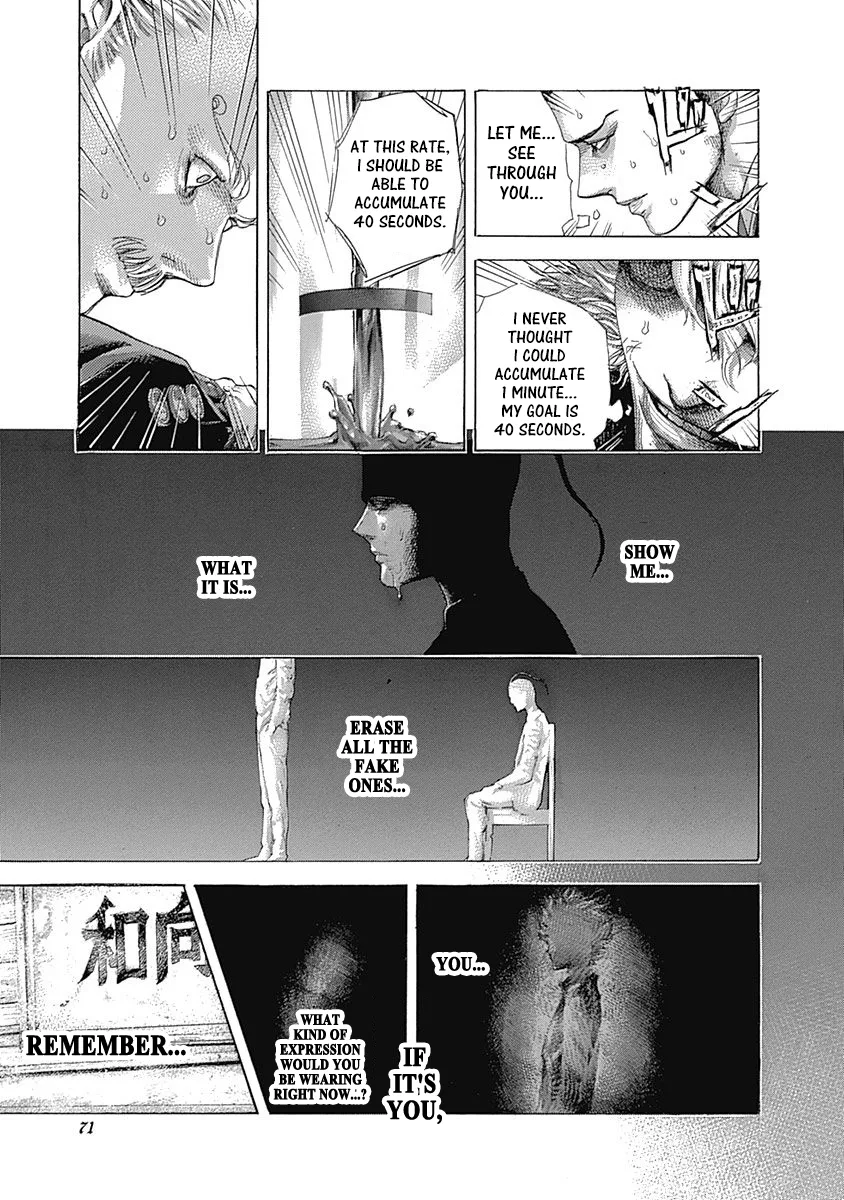 LET ME...
SEE
THROUGH
YOU...
I NEVER
THOUGHT
I COULD
ACCUMULATE
1 MINUTE...
MY GOAL IS
40 SECONDS.
AT THIS RATE,
I SHOULD BE
ABLE TO
ACCUMULATE
40 SECONDS.
SHOW
ME...
WHAT
IT IS...
ERASE
ALL THE
FAKE
ONES...
YOU...
IF
IT'S
YOU,
WHAT
KIND OF
EXPRESSION
WOULD YOU
BE WEARING
RIGHT NOW...?
和向
REMEMBER...
71